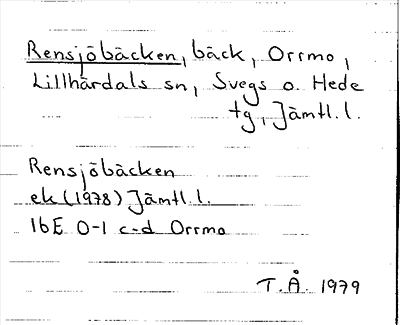 Rensjöbäcken, bäck, Orrmo,
Lillhärdals sn, Svegs o. Hede
tg, Jämtl. l.
Rensjöbäcken
ek (1978) Jämtl. l.
16E 0-1 c-d Orrmo
T. Å. 1979